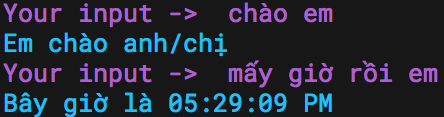 Your input ->  chào em
Em chào anh/chị
Your input ->  mấy giờ rồi em
Bây giờ là 05:29:09 PM